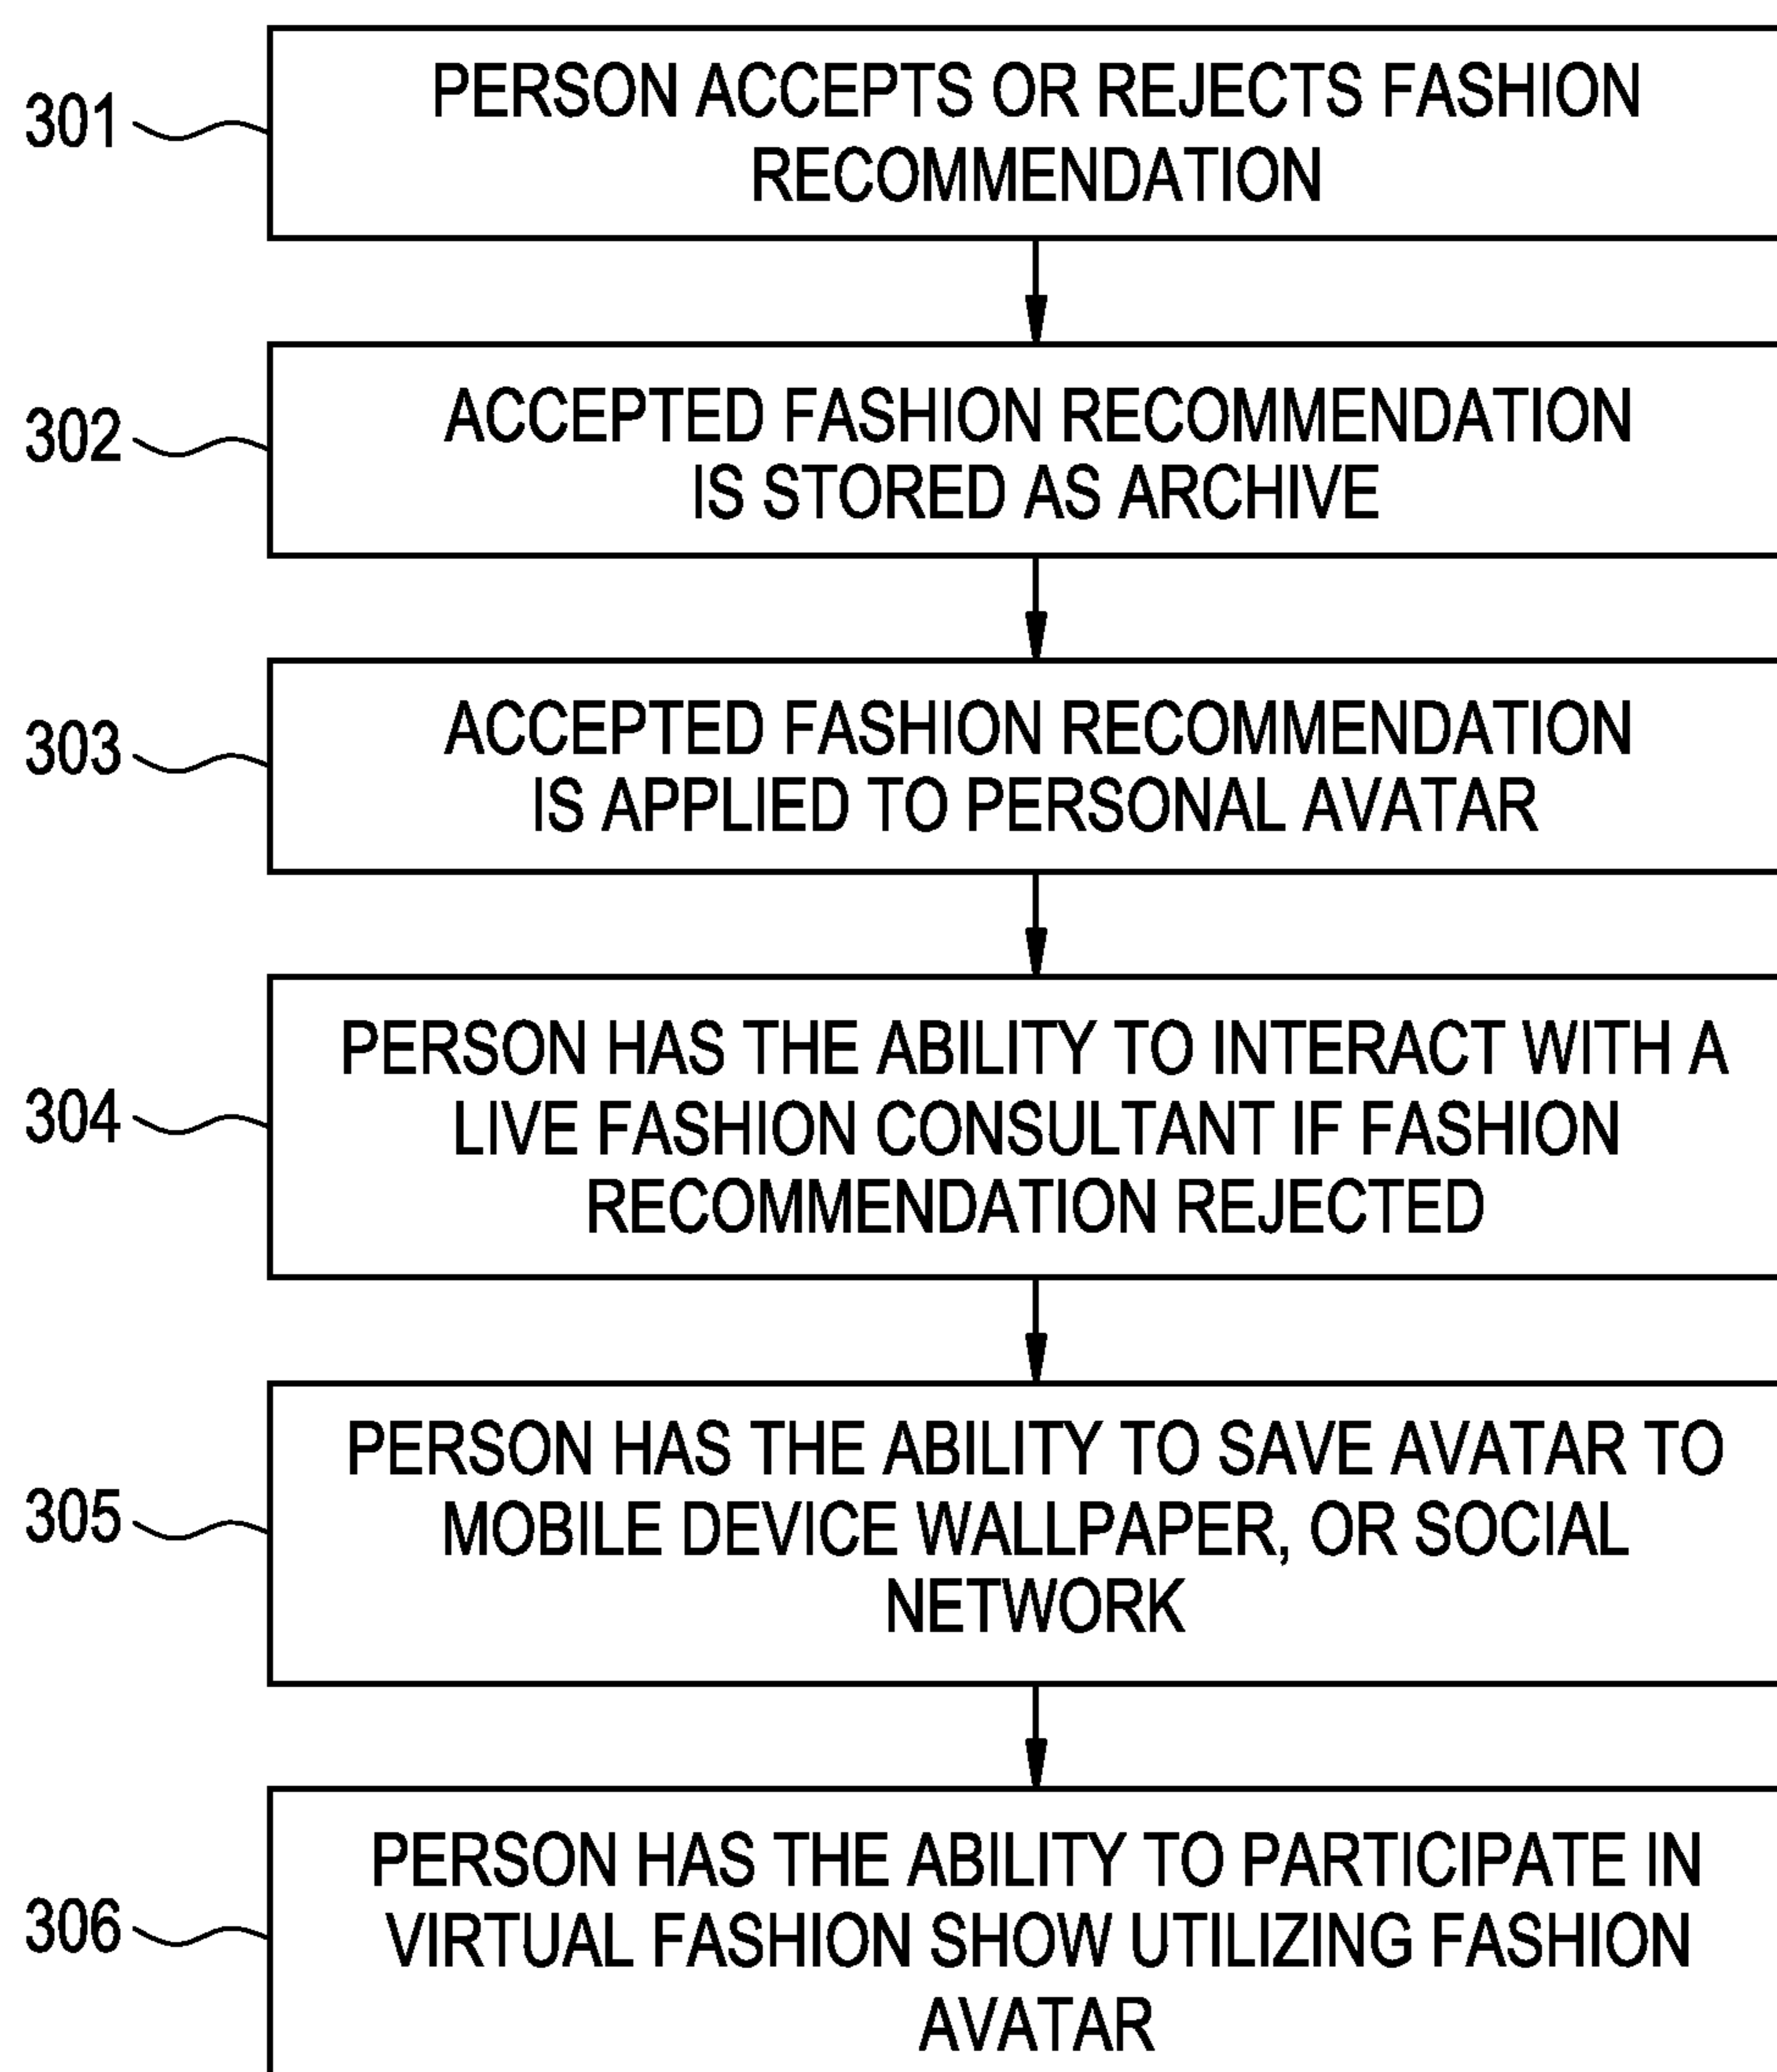 301
PERSON ACCEPTS OR REJECTS FASHION
RECOMMENDATION
302
ACCEPTED FASHION RECOMMENDATION
IS STORED AS ARCHIVE
303
ACCEPTED FASHION RECOMMENDATION
IS APPLIED TO PERSONAL AVATAR
304
PERSON HAS THE ABILITY TO INTERACT WITH A
LIVE FASHION CONSULTANT IF FASHION
RECOMMENDATION REJECTED
305
PERSON HAS THE ABILITY TO SAVE AVATAR TO
MOBILE DEVICE WALLPAPER, OR SOCIAL
NETWORK
306
PERSON HAS THE ABILITY TO PARTICIPATE IN
VIRTUAL FASHION SHOW UTILIZING FASHION
AVATAR